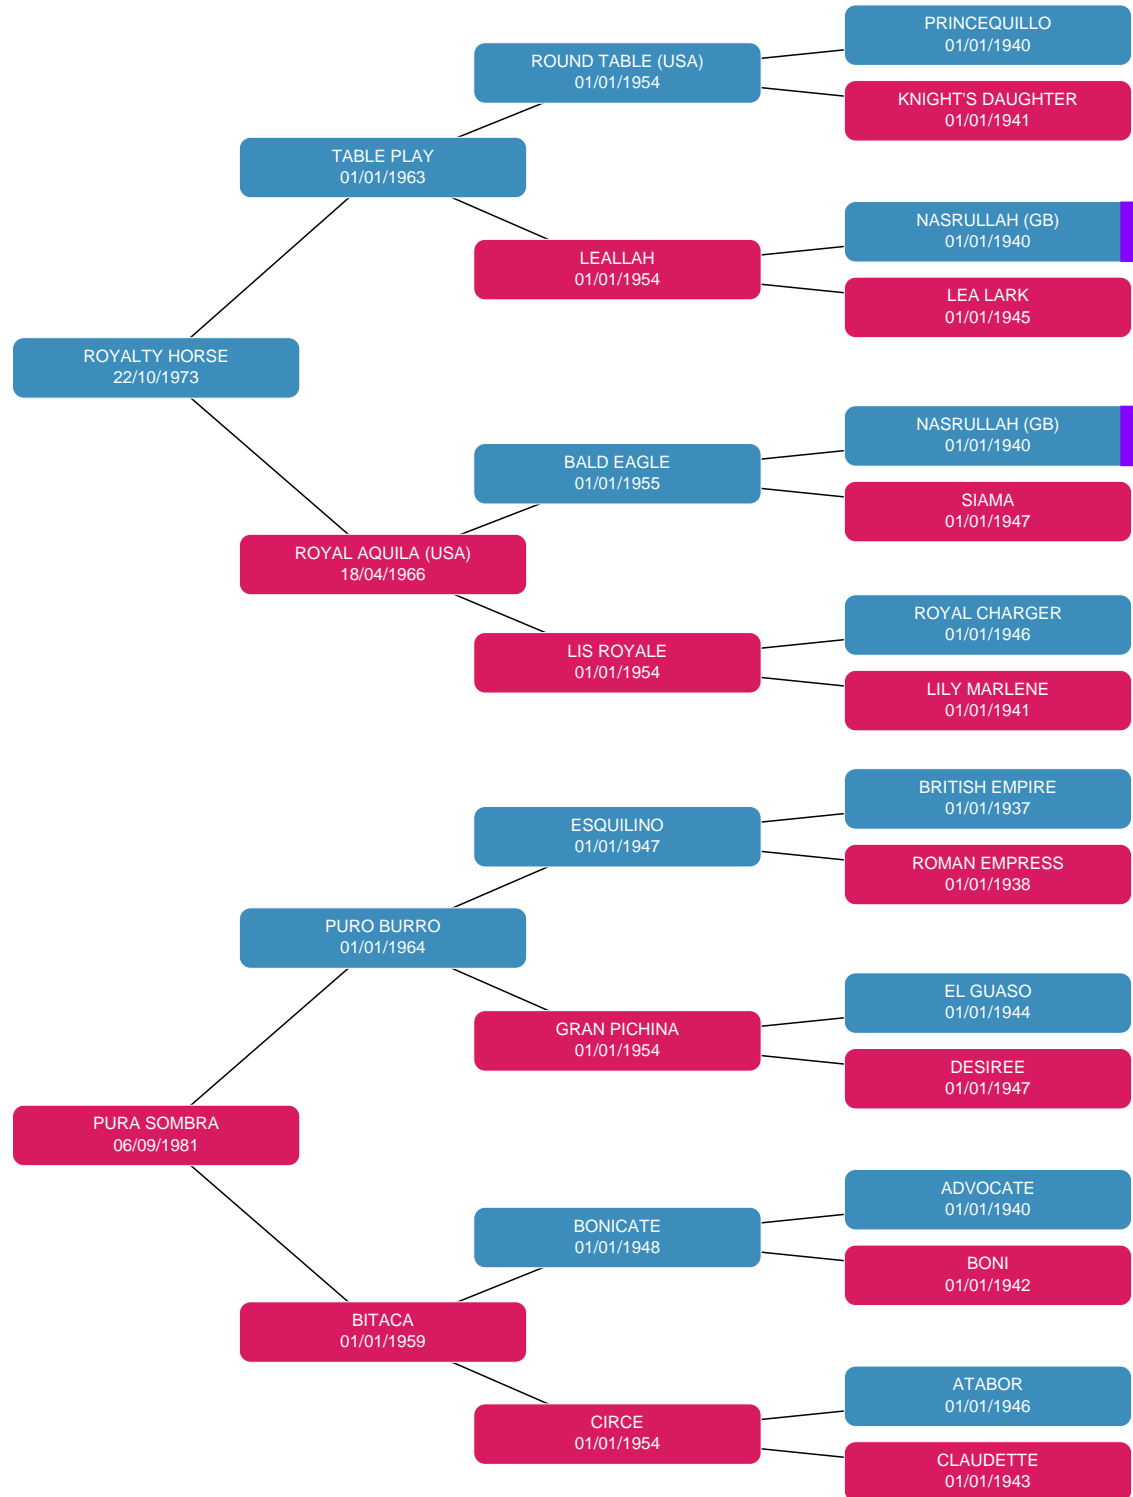 PRINCEQUILLO
01/01/1940
ROUND TABLE (USA)
01/01/1954
KNIGHT'S DAUGHTER
01/01/1941
TABLE PLAY
01/01/1963
NASRULLAH (GB)
01/01/1940
LEALLAH
01/01/1954
LEA LARK
01/01/1945
ROYALTY HORSE
22/10/1973
NASRULLAH (GB)
01/01/1940
BALD EAGLE
01/01/1955
SIAMA
01/01/1947
ROYAL AQUILA (USA)
18/04/1966
ROYAL CHARGER
01/01/1946
LIS ROYALE
01/01/1954
LILY MARLENE
01/01/1941
BRITISH EMPIRE
01/01/1937
ESQUILINO
01/01/1947
ROMAN EMPRESS
01/01/1938
PURO BURRO
01/01/1964
EL GUASO
01/01/1944
GRAN PICHINA
01/01/1954
DESIREE
01/01/1947
PURA SOMBRA
06/09/1981
ADVOCATE
01/01/1940
BONICATE
01/01/1948
BONI
01/01/1942
BITACA
01/01/1959
ATABOR
01/01/1946
CIRCE
01/01/1954
CLAUDETTE
01/01/1943